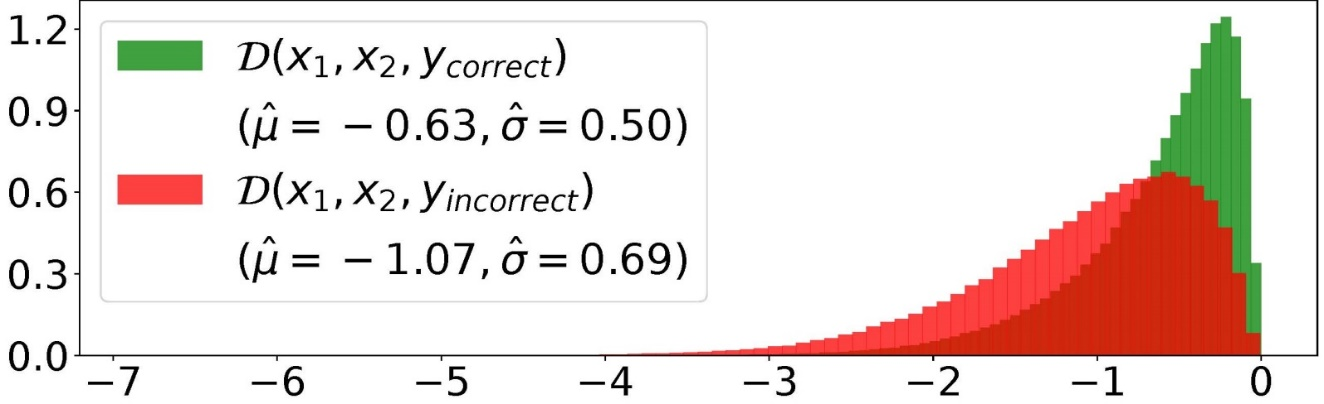 1.2
0.9
0.6
0.3
0.0
𝒟(x₁, x₂, y_correct)
(μ̂ = −0.63, σ̂ = 0.50)
𝒟(x₁, x₂, y_incorrect)
(μ̂ = −1.07, σ̂ = 0.69)
−7 −6 −5 −4 −3 −2 −1 0